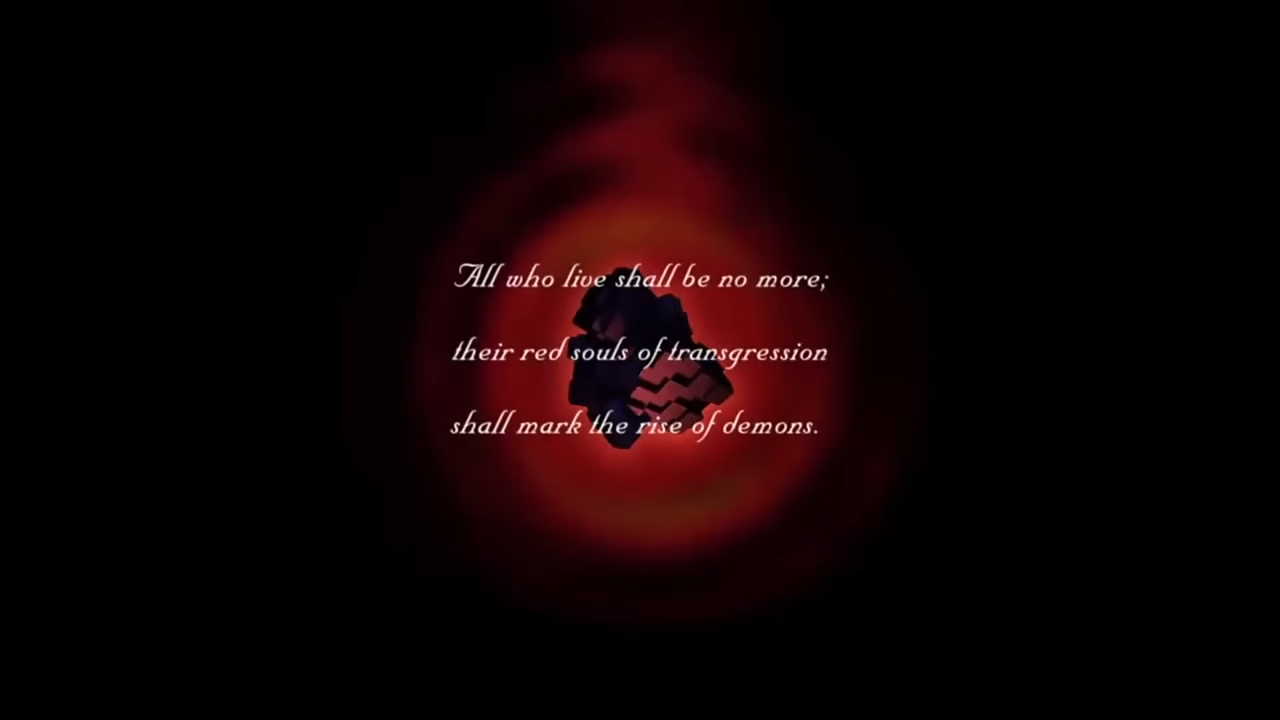 All who live shall be no more;
their red souls of transgression
shall mark the rise of demons.